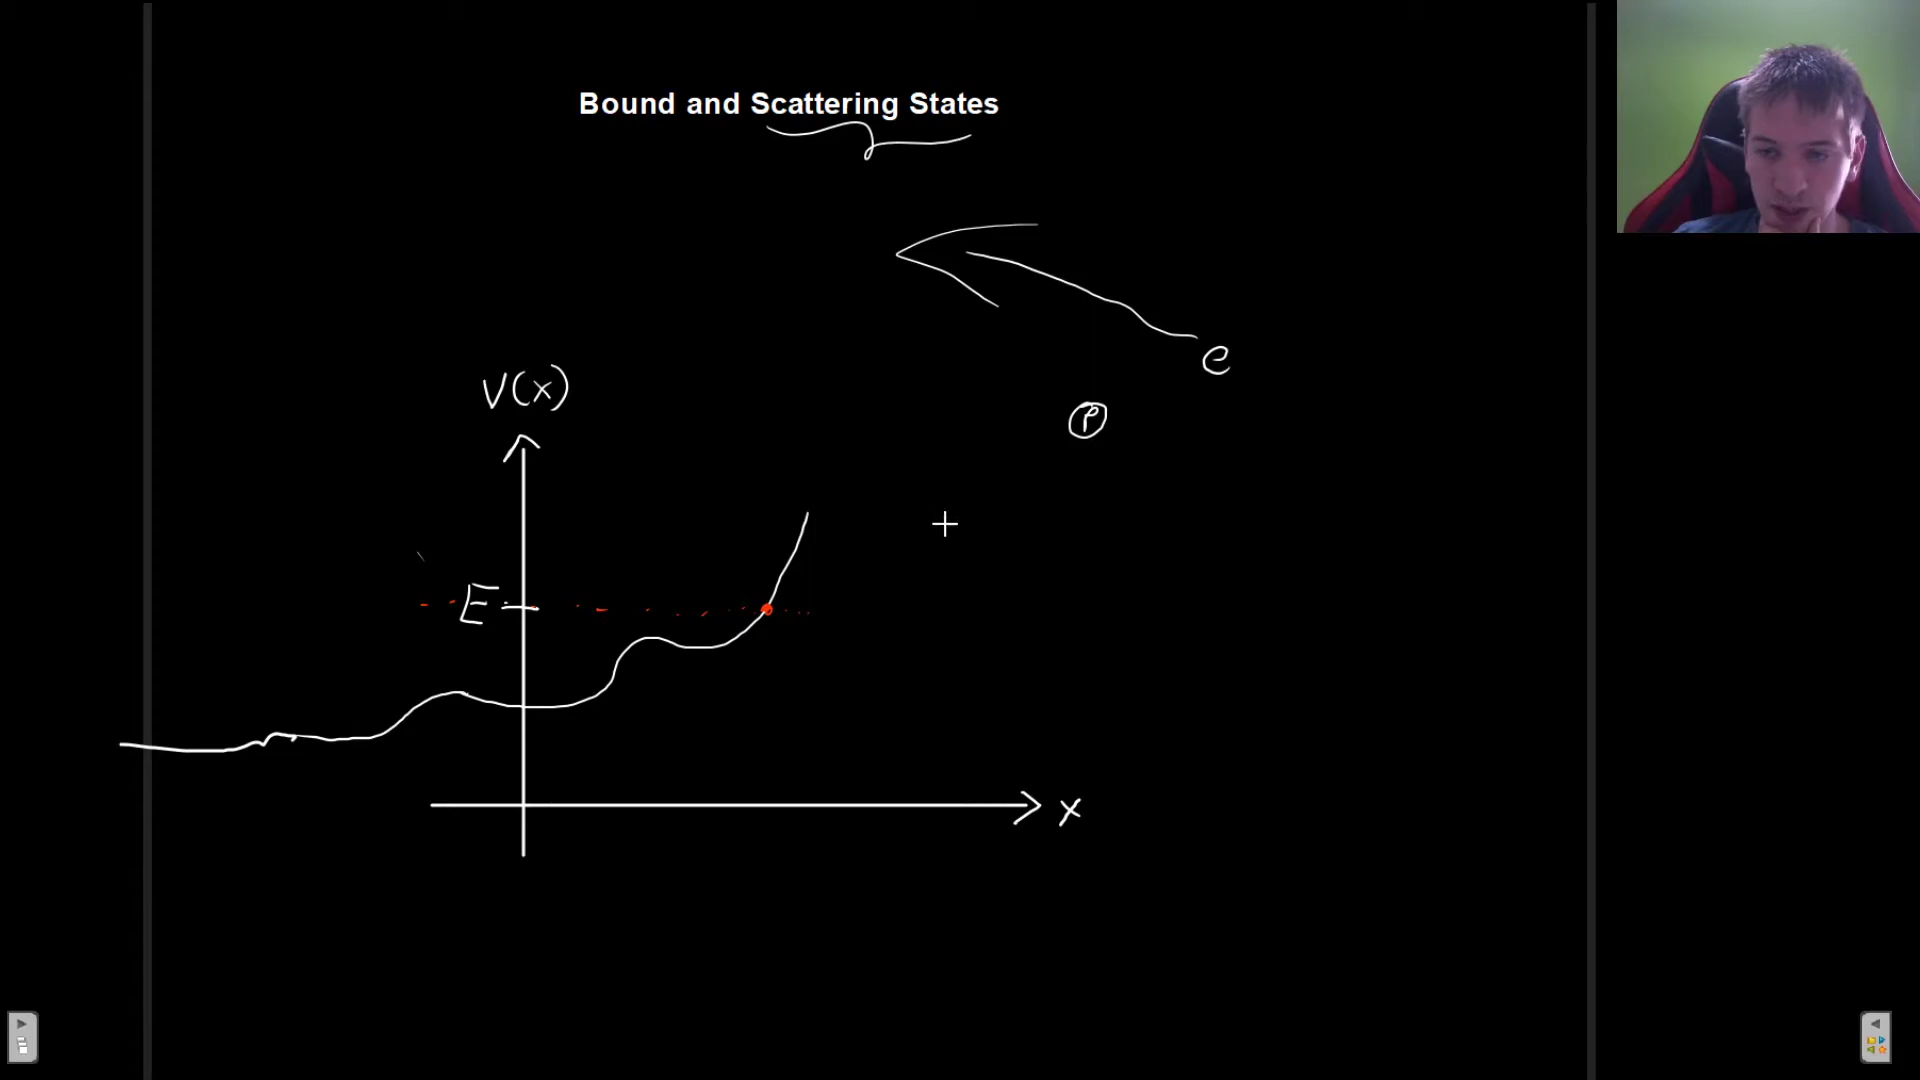 Bound and Scattering States
e
V(x)
P
E
x